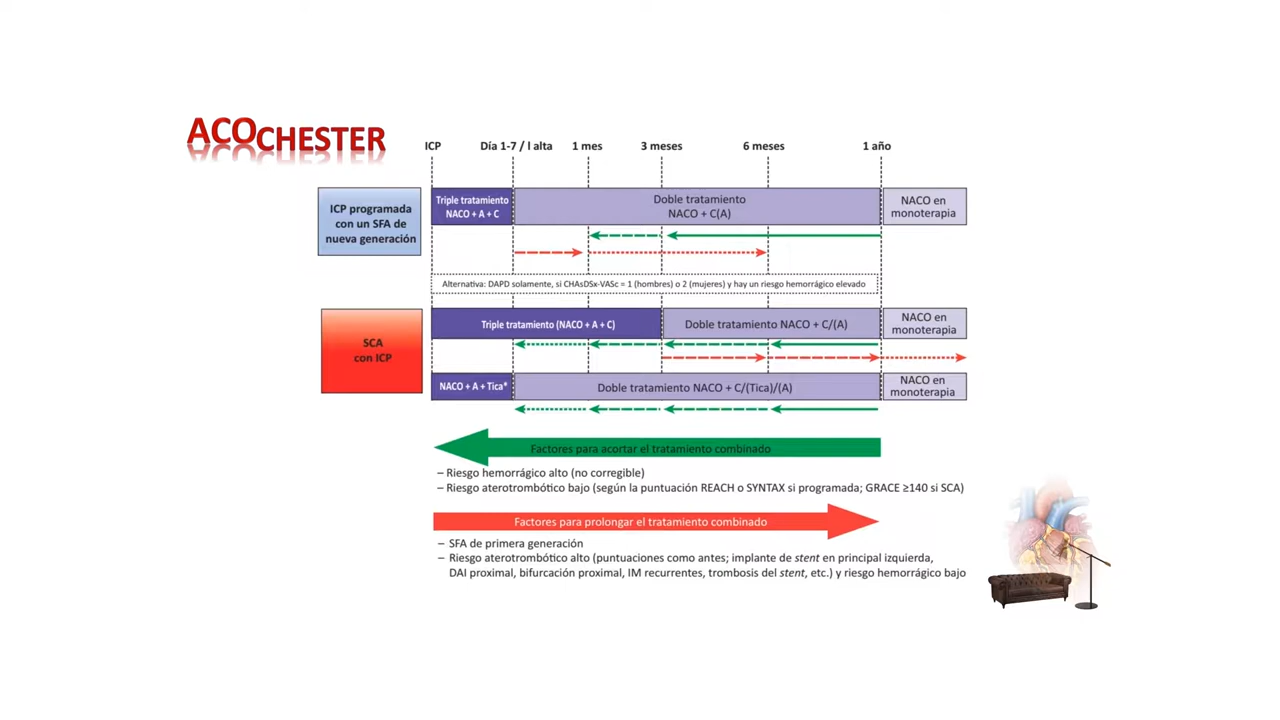 ACOCHESTER
ICP
Día 1-7 / l alta
1 mes
3 meses
6 meses
1 año
ICP programada
con un SFA de
nueva generación
Triple tratamiento
NACO + A + C
Doble tratamiento
NACO + C(A)
NACO en
monoterapia
Alternativa: DAPD solamente, si CHAsDSx-VASc = 1 (hombres) o 2 (mujeres) y hay un riesgo hemorrágico elevado
SCA
con ICP
Triple tratamiento (NACO + A + C)
Doble tratamiento NACO + C/(A)
NACO en
monoterapia
NACO + A + Tica*
Doble tratamiento NACO + C/(Tica)/(A)
NACO en
monoterapia
Factores para acortar el tratamiento combinado
– Riesgo hemorrágico alto (no corregible)
– Riesgo aterotrombótico bajo (según la puntuación REACH o SYNTAX si programada; GRACE ≥140 si SCA)
Factores para prolongar el tratamiento combinado
– SFA de primera generación
– Riesgo aterotrombótico alto (puntuaciones como antes; implante de stent en principal izquierda,
DAI proximal, bifurcación proximal, IM recurrentes, trombosis del stent, etc.) y riesgo hemorrágico bajo